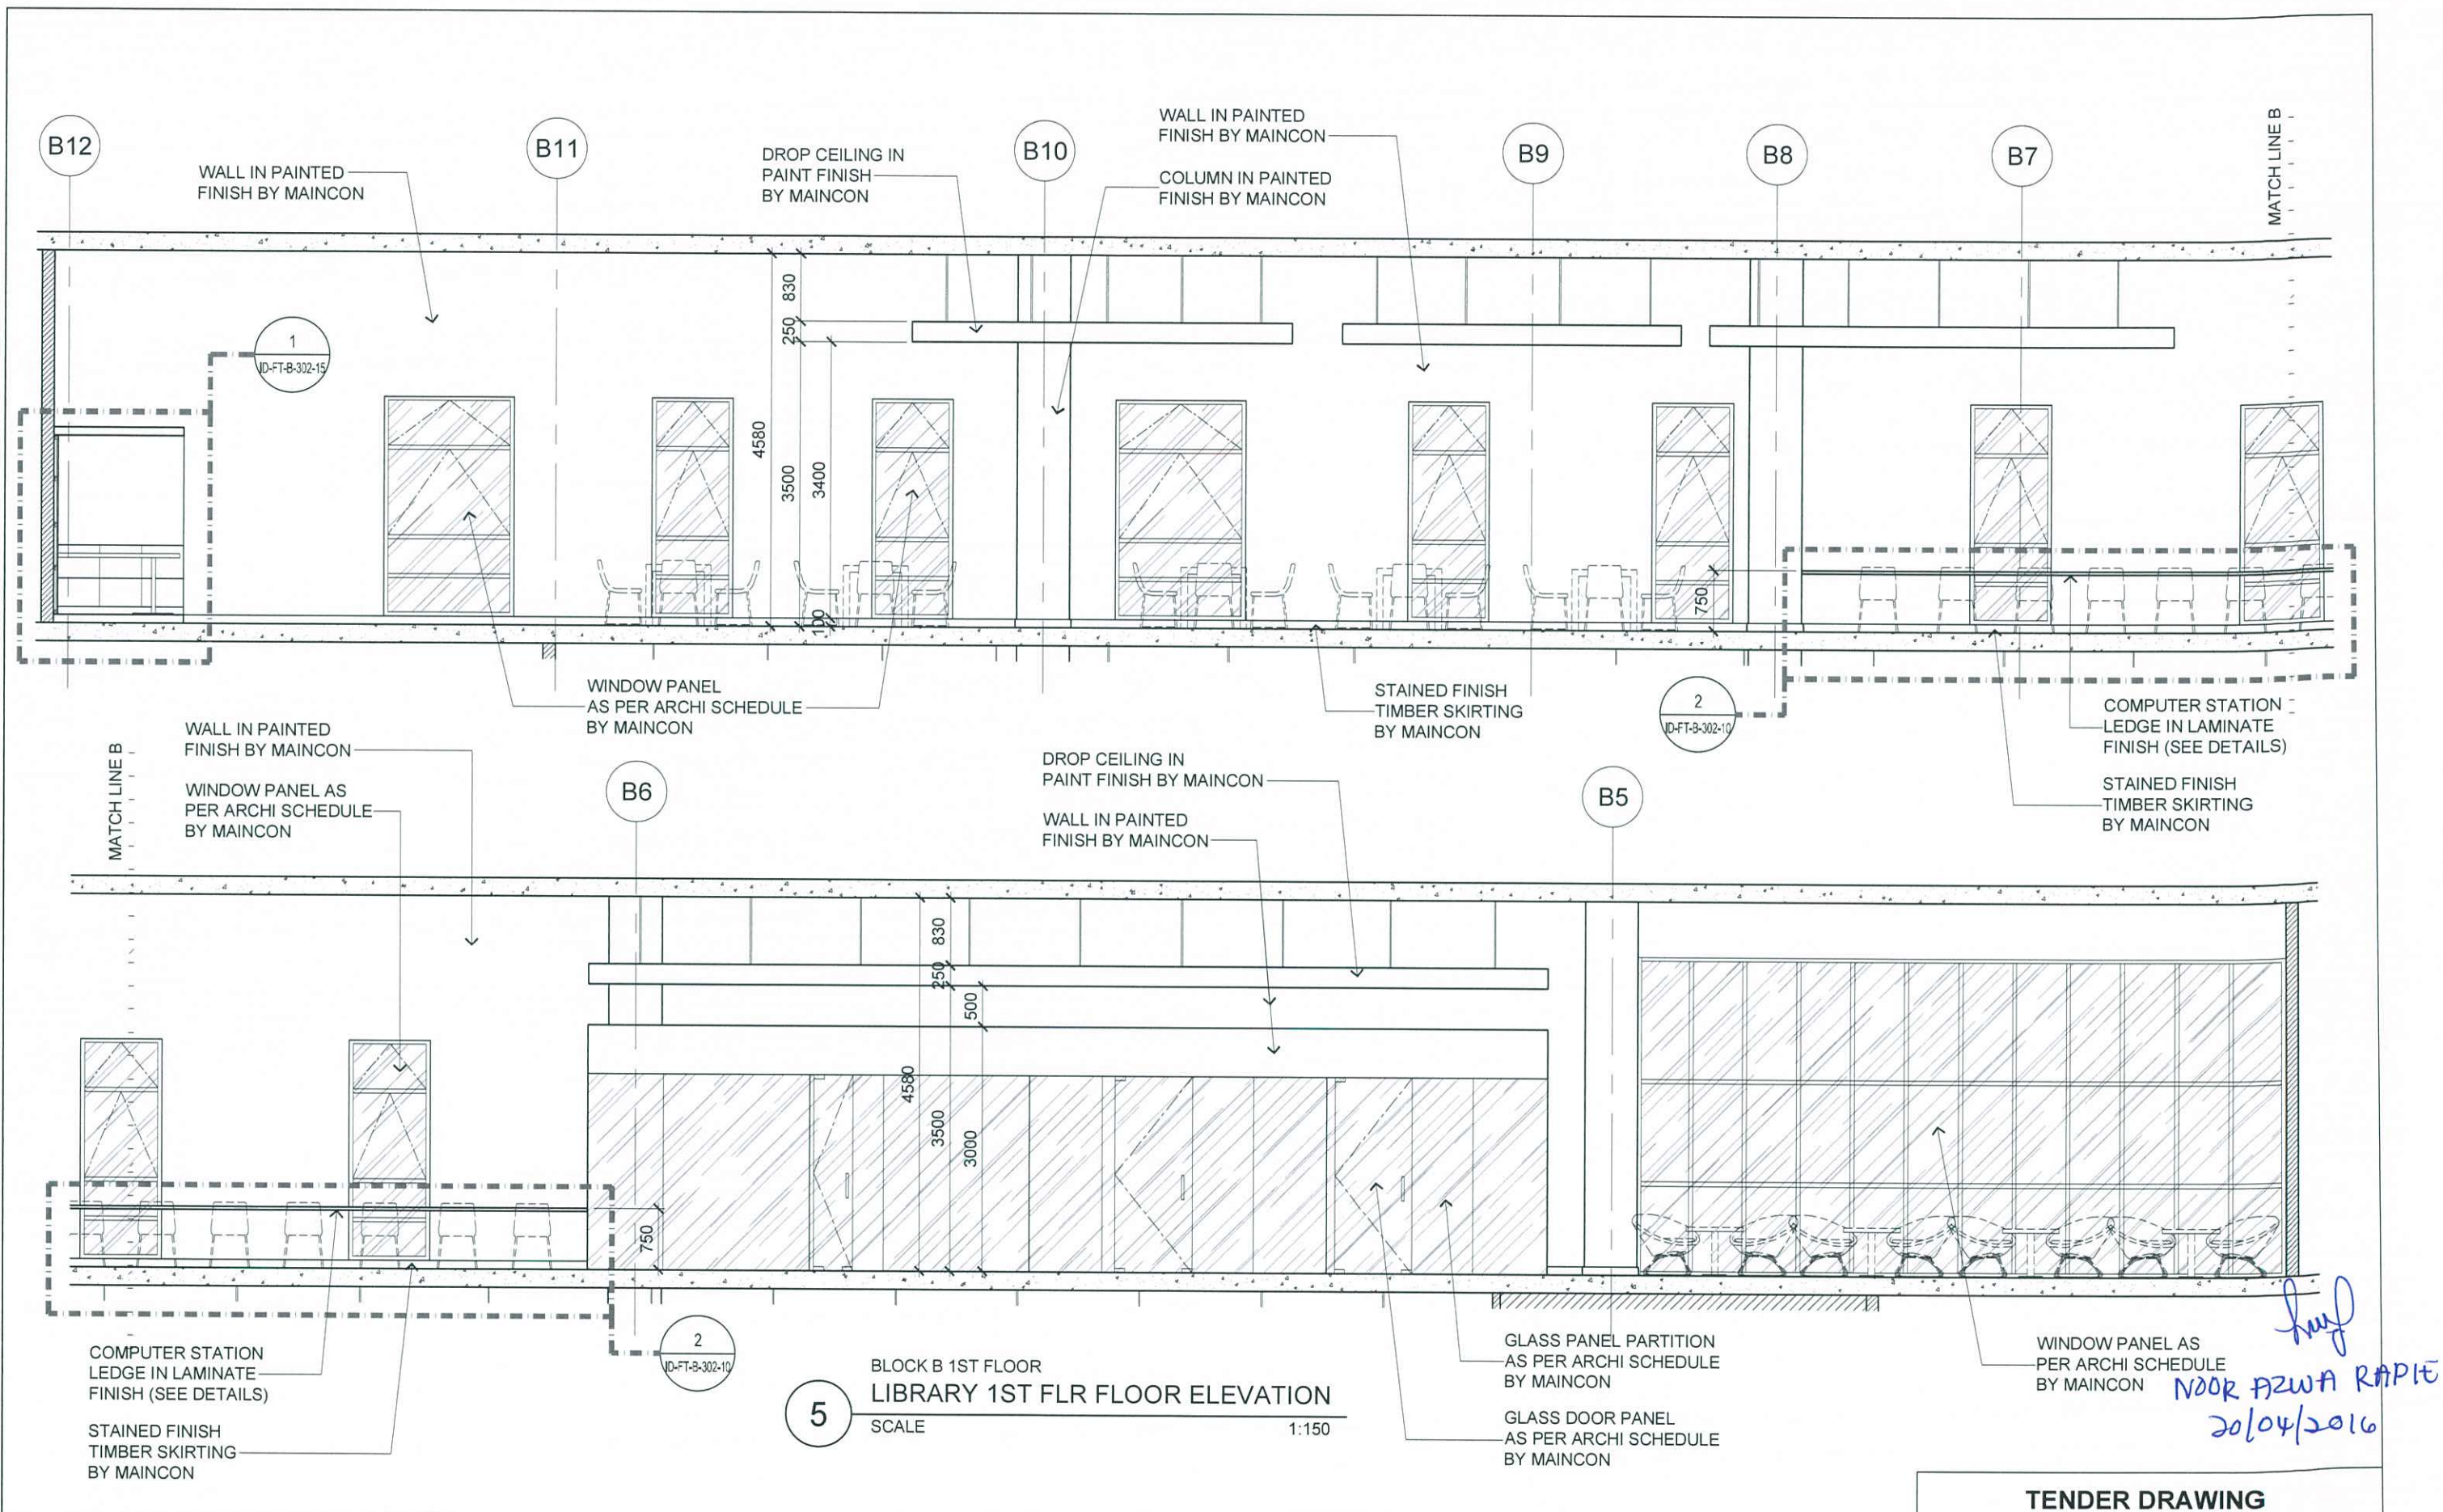 B12
B11
B10
B9
B8
B7
MATCH LINE B
WALL IN PAINTED
FINISH BY MAINCON
DROP CEILING IN
PAINT FINISH
BY MAINCON
WALL IN PAINTED
FINISH BY MAINCON
COLUMN IN PAINTED
FINISH BY MAINCON
1
ID-FT-B-302-15
830
250
4580
3500
3400
100
750
WINDOW PANEL
AS PER ARCHI SCHEDULE
BY MAINCON
STAINED FINISH
TIMBER SKIRTING
BY MAINCON
2
ID-FT-B-302-10
COMPUTER STATION
LEDGE IN LAMINATE
FINISH (SEE DETAILS)
STAINED FINISH
TIMBER SKIRTING
BY MAINCON
MATCH LINE B
WALL IN PAINTED
FINISH BY MAINCON
WINDOW PANEL AS
PER ARCHI SCHEDULE
BY MAINCON
B6
DROP CEILING IN
PAINT FINISH BY MAINCON
WALL IN PAINTED
FINISH BY MAINCON
B5
830
250
500
4580
3500
3000
750
COMPUTER STATION
LEDGE IN LAMINATE
FINISH (SEE DETAILS)
STAINED FINISH
TIMBER SKIRTING
BY MAINCON
2
ID-FT-B-302-10
5
BLOCK B 1ST FLOOR
LIBRARY 1ST FLR FLOOR ELEVATION
SCALE 1:150
GLASS PANEL PARTITION
AS PER ARCHI SCHEDULE
BY MAINCON
GLASS DOOR PANEL
AS PER ARCHI SCHEDULE
BY MAINCON
WINDOW PANEL AS
PER ARCHI SCHEDULE
BY MAINCON
NOOR AZWA RAPIE
20/04/2016
TENDER DRAWING